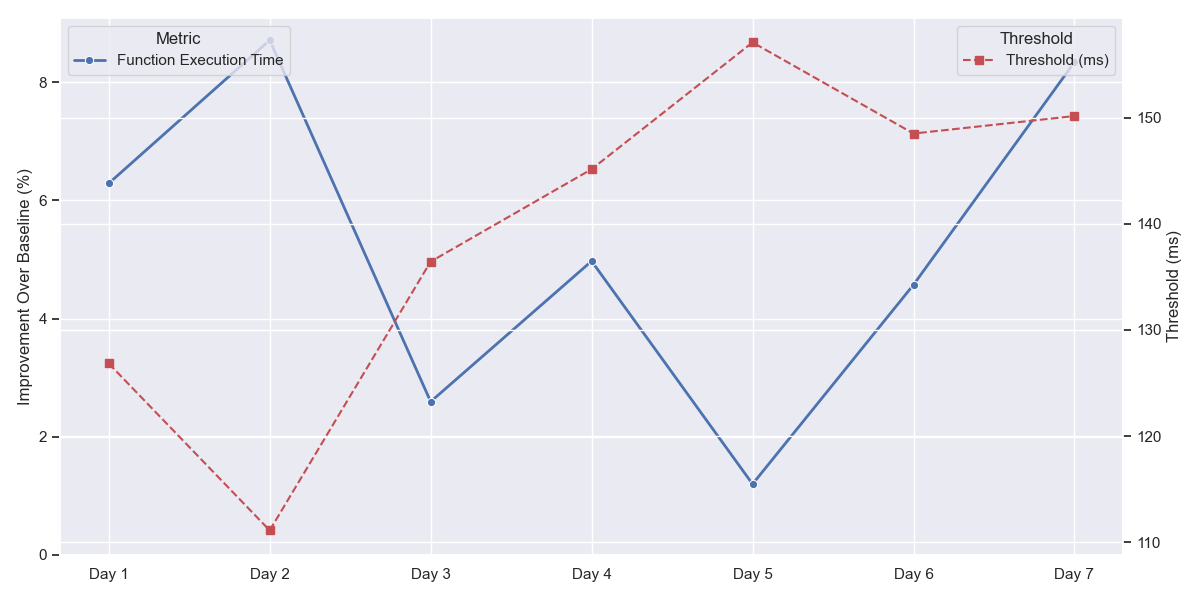 Metric
Function Execution Time
Threshold
Threshold (ms)
Improvement Over Baseline (%)
8
6
4
2
0
150
140
130
120
110
Threshold (ms)
Day 1
Day 2
Day 3
Day 4
Day 5
Day 6
Day 7